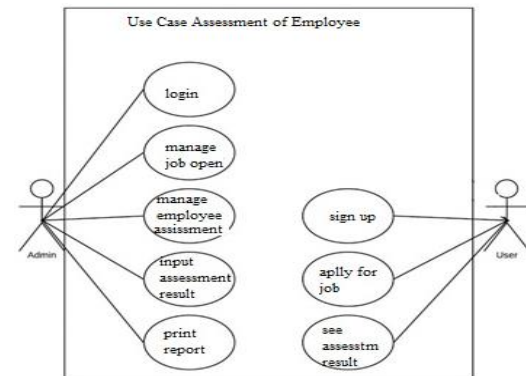 Use Case Assessment of Employee
login
manage
job open
manage
employee
assissment
input
assessment
result
print
report
Admin
sign up
aplly for
job
see
assesstm
result
User